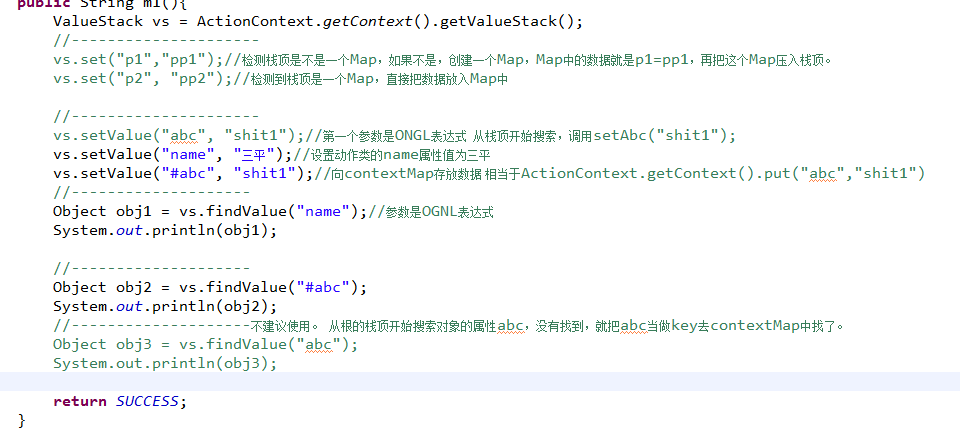 public String m1(){
ValueStack vs = ActionContext.getContext().getValueStack();
//---------------------
vs.set("p1","pp1");//检测栈顶是不是一个Map，如果不是，创建一个Map，Map中的数据就是p1=pp1，再把这个Map压入栈顶。
vs.set("p2", "pp2");//检测到栈顶是一个Map，直接把数据放入Map中
//---------------------
vs.setValue("abc", "shit1");//第一个参数是ONGL表达式 从栈顶开始搜索，调用setAbc("shit1");
vs.setValue("name", "三平");//设置动作类的name属性值为三平
vs.setValue("#abc", "shit1");//向contextMap存放数据 相当于ActionContext.getContext().put("abc","shit1")
//--------------------
Object obj1 = vs.findValue("name");//参数是OGNL表达式
System.out.println(obj1);
//--------------------
Object obj2 = vs.findValue("#abc");
System.out.println(obj2);
//--------------------不建议使用。 从根的栈顶开始搜索对象的属性abc，没有找到，就把abc当做key去contextMap中找了。
Object obj3 = vs.findValue("abc");
System.out.println(obj3);
return SUCCESS;
}